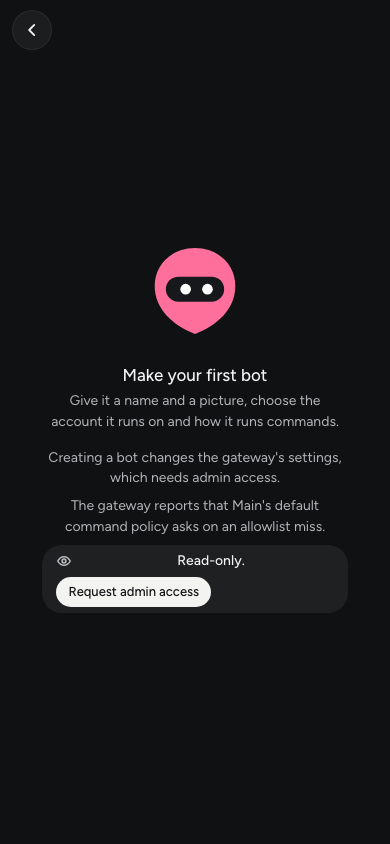 Make your first bot
Give it a name and a picture, choose the
account it runs on and how it runs commands.
Creating a bot changes the gateway's settings,
which needs admin access.
The gateway reports that Main's default
command policy asks on an allowlist miss.
Read-only.
Request admin access